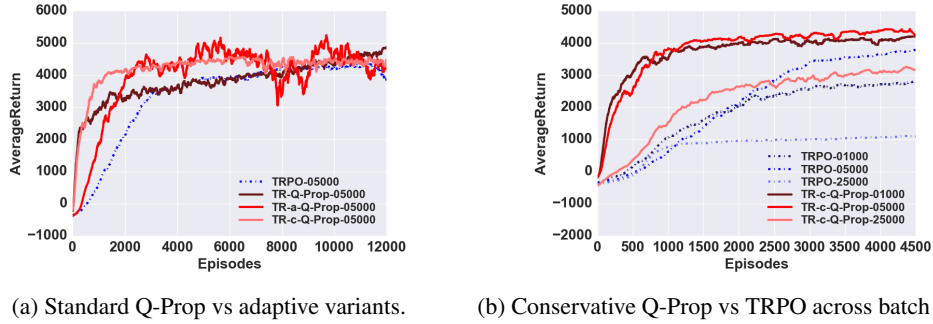 6000
5000
4000
3000
2000
1000
0
−1000
AverageReturn
TRPO-05000
TR-Q-Prop-05000
TR-a-Q-Prop-05000
TR-c-Q-Prop-05000
0 2000 4000 6000 8000 10000 12000
Episodes
(a) Standard Q-Prop vs adaptive variants.
5000
4000
3000
2000
1000
0
−1000
−2000
AverageReturn
TRPO-01000
TRPO-05000
TRPO-25000
TR-c-Q-Prop-01000
TR-c-Q-Prop-05000
TR-c-Q-Prop-25000
0 500 1000 1500 2000 2500 3000 3500 4000 4500
Episodes
(b) Conservative Q-Prop vs TRPO across batch